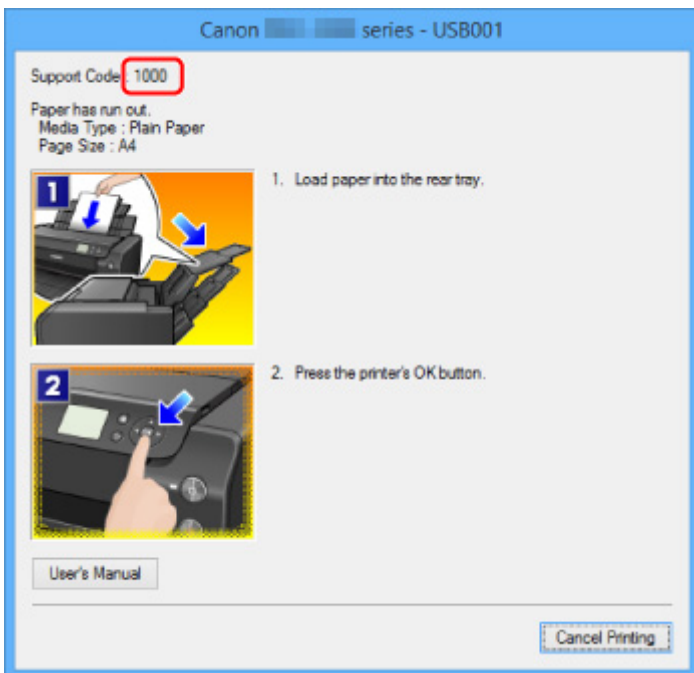 Canon series - USB001
Support Code : 1000
Paper has run out.
Media Type : Plain Paper
Page Size : A4
1
1. Load paper into the rear tray.
2
2. Press the printer's OK button.
User's Manual
Cancel Printing